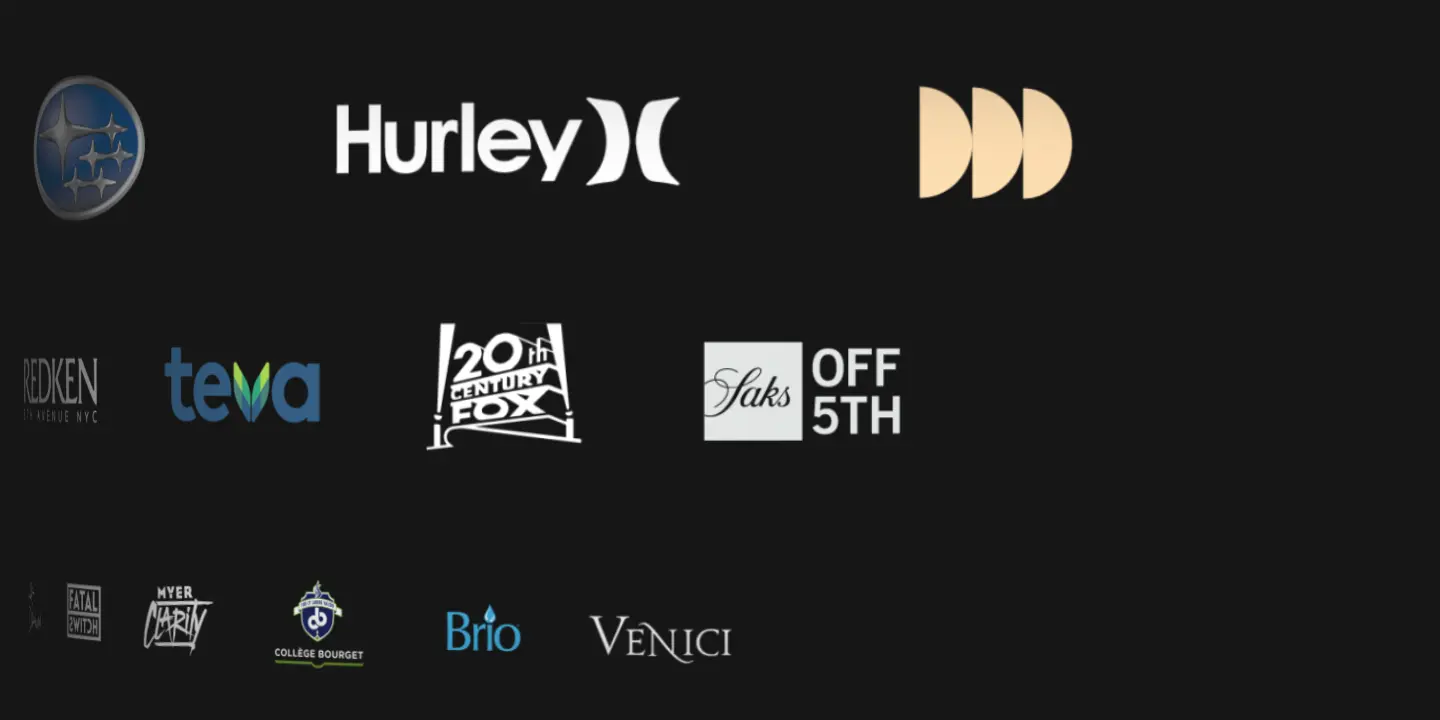 Hurley
REDKEN
5TH AVENUE NYC
teva
20th
CENTURY
FOX
Saks
OFF
5TH
FATAL
SWITCH
MYER
CLARITY
COLLÈGE BOURGET
Brio
VENICI